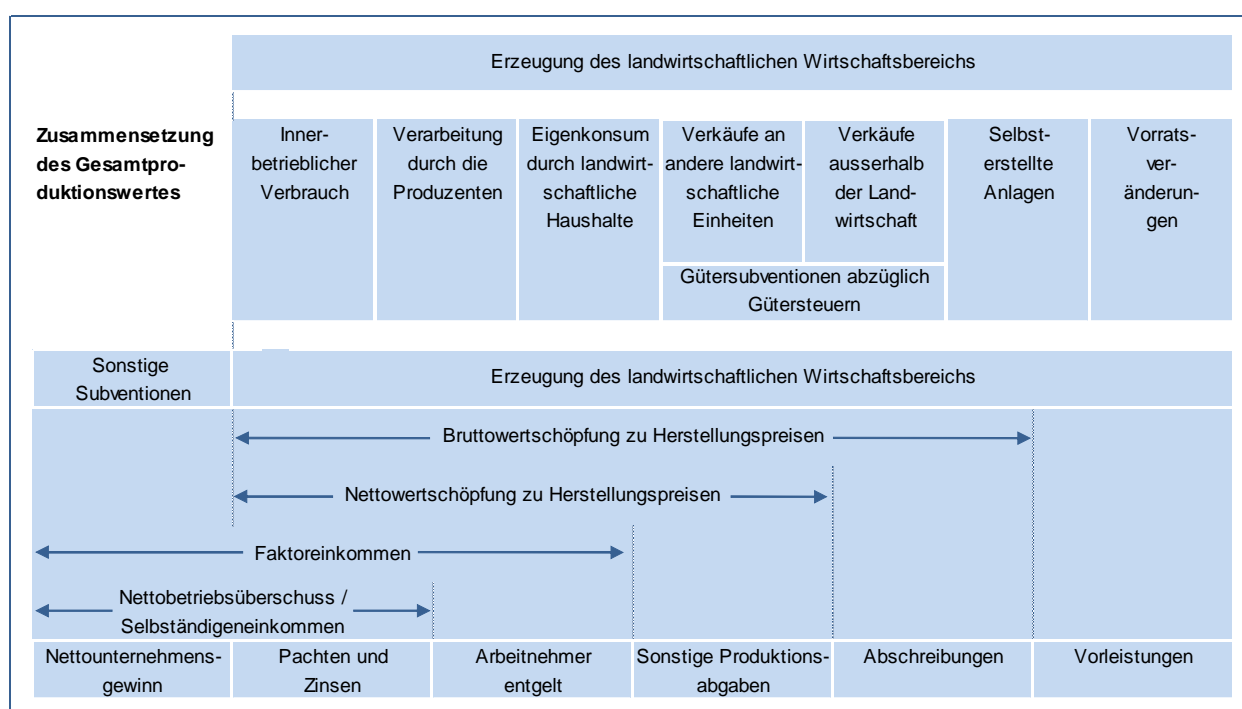 Erzeugung des landwirtschaftlichen Wirtschaftsbereichs
Zusammensetzung
des Gesamtpro-
duktionswertes
Inner-
betrieblicher
Verbrauch
Verarbeitung
durch die
Produzenten
Eigenkonsum
durch landwirt-
schaftliche
Haushalte
Verkäufe an
andere landwirt-
schaftliche
Einheiten
Verkäufe
ausserhalb
der Land-
wirtschaft
Selbst-
erstellte
Anlagen
Vorrats-
ver-
änderun-
gen
Gütersubventionen abzüglich
Gütersteuern
Sonstige
Subventionen
Erzeugung des landwirtschaftlichen Wirtschaftsbereichs
Bruttowertschöpfung zu Herstellungspreisen
Nettowertschöpfung zu Herstellungspreisen
Faktoreinkommen
Nettobetriebsüberschuss /
Selbständigeneinkommen
Nettounternehmens-
gewinn
Pachten und
Zinsen
Arbeitnehmer
entgelt
Sonstige Produktions-
abgaben
Abschreibungen
Vorleistungen